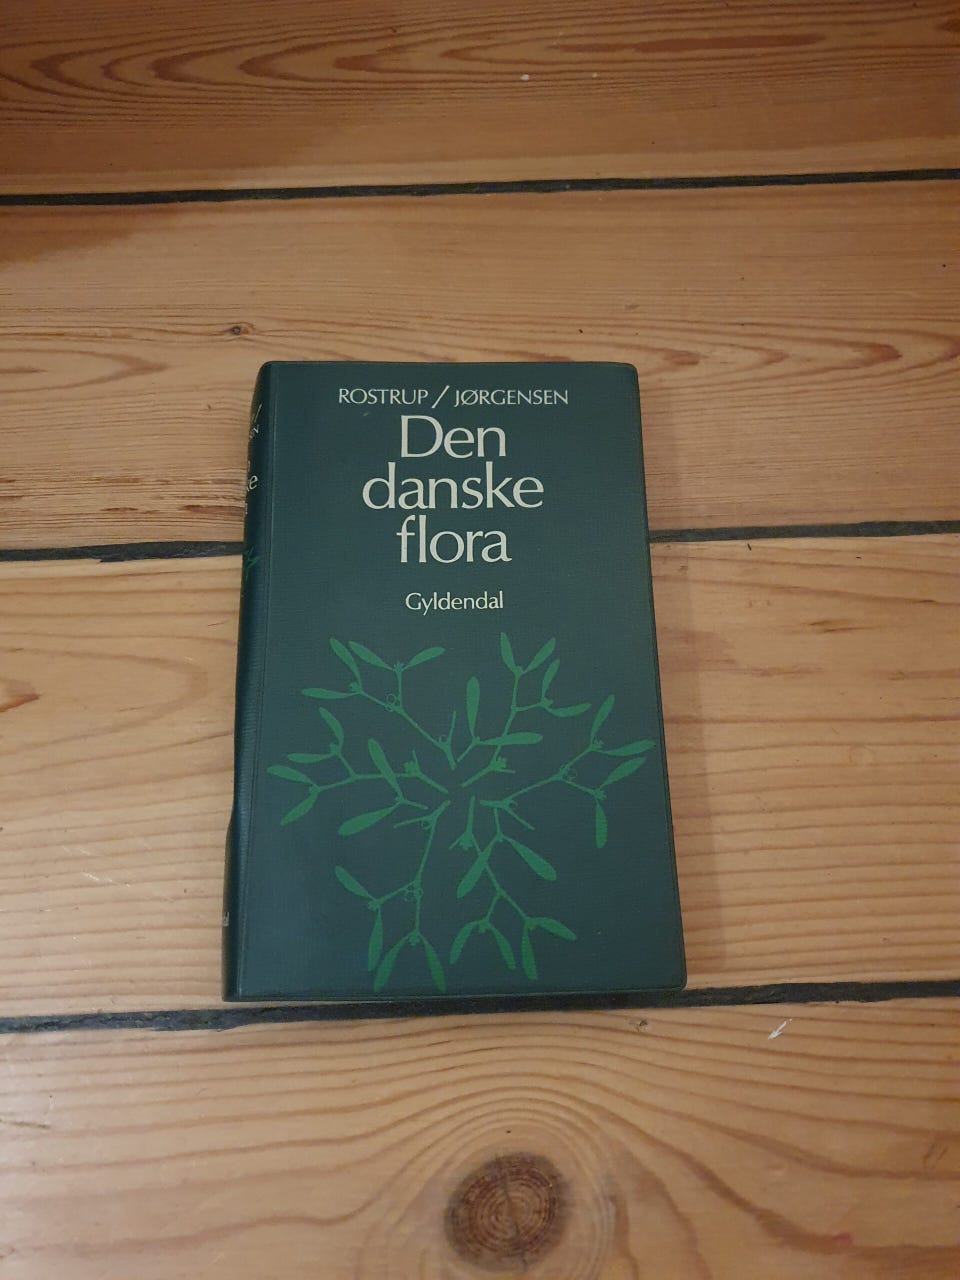 ROSTRUP / JØRGENSEN
Den
danske
flora
Gyldendal